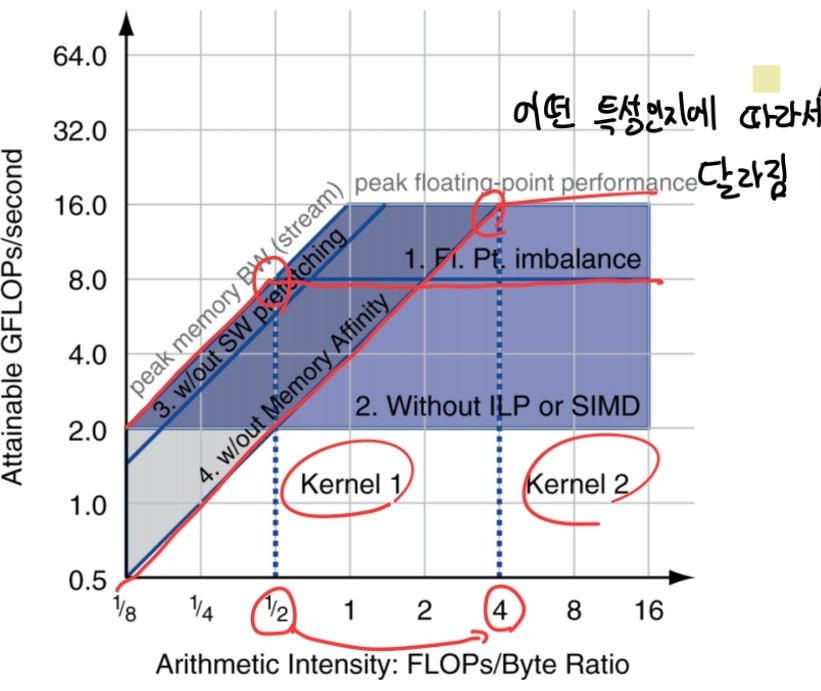 64.0
32.0
16.0
8.0
4.0
2.0
1.0
0.5
Attainable GFLOPs/second
어떤 특성인지에 따라서
달라짐
peak floating-point performance
peak memory BW (stream)
3. w/out SW prefetching
4. w/out Memory Affinity
1. Fl. Pt. imbalance
2. Without ILP or SIMD
Kernel 1
Kernel 2
1/8 1/4 1/2 1 2 4 8 16
Arithmetic Intensity: FLOPs/Byte Ratio